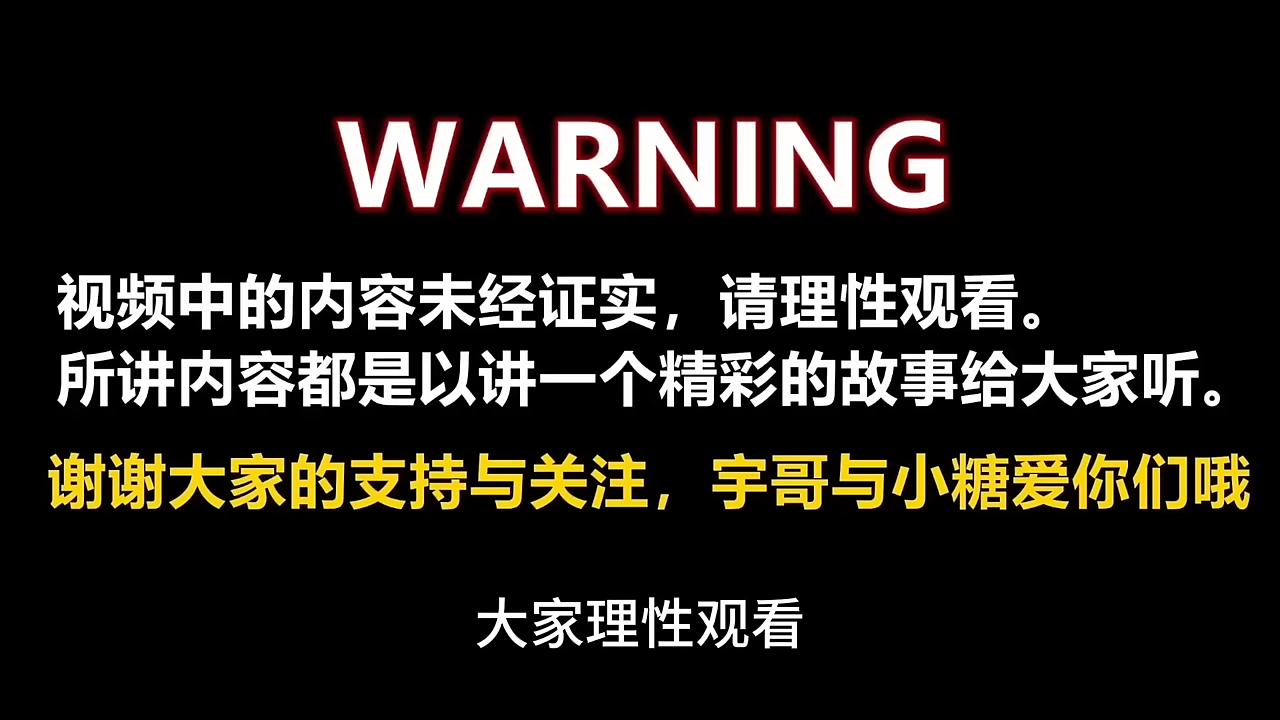 WARNING
视频中的内容未经证实，请理性观看。
所讲内容都是以讲一个精彩的故事给大家听。
谢谢大家的支持与关注，宇哥与小糖爱你们哦
大家理性观看